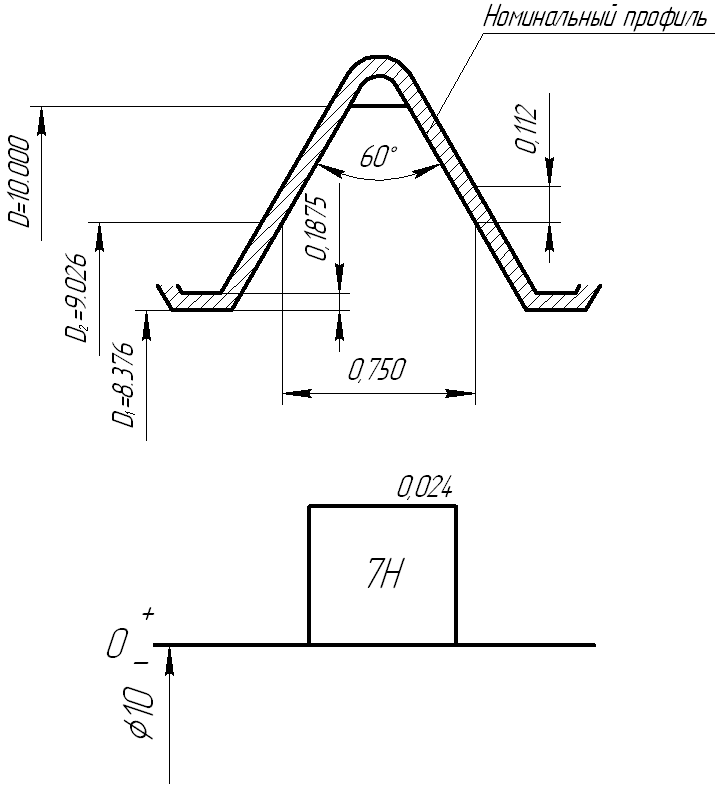 Номинальный профиль
0,112
D=10.000
60°
0,1875
D₂=9.026
D₁=8.376
0,750
0,024
7H
+
0
−
ϕ10